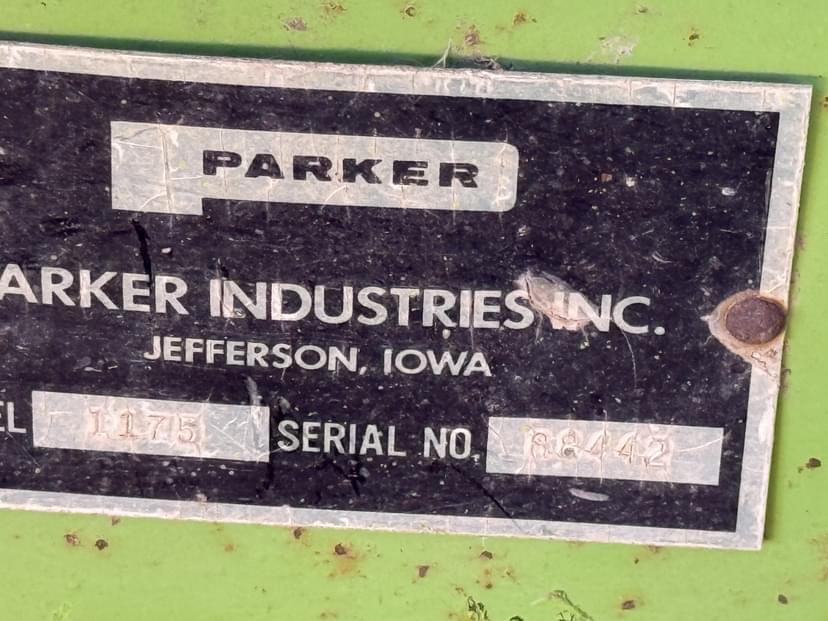 PARKER
ARKER INDUSTRIES INC.
JEFFERSON, IOWA
EL 1175 SERIAL NO. 88442